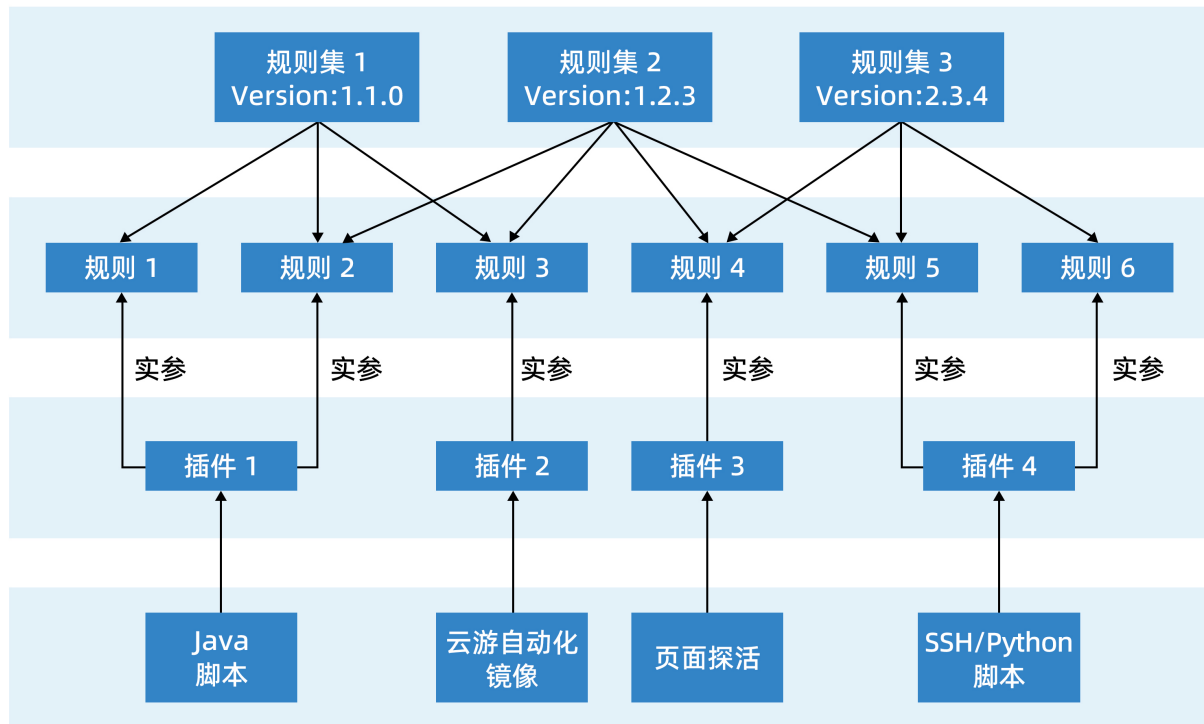 规则集 1
Version:1.1.0
规则集 2
Version:1.2.3
规则集 3
Version:2.3.4
规则 1
规则 2
规则 3
规则 4
规则 5
规则 6
实参
实参
实参
实参
实参
实参
插件 1
插件 2
插件 3
插件 4
Java
脚本
云游自动化
镜像
页面探活
SSH/Python
脚本